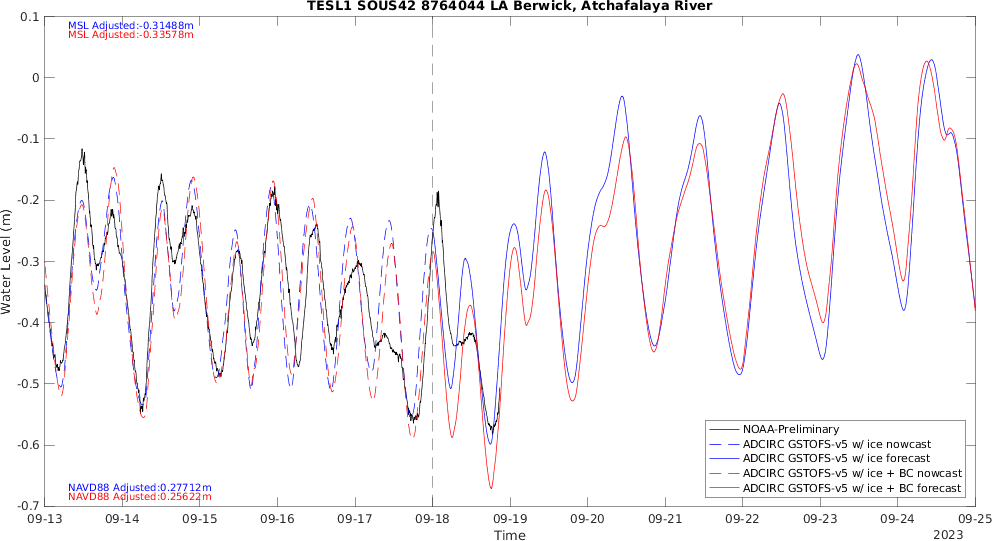 TESL1 SOUS42 8764044 LA Berwick, Atchafalaya River
0.1
MSL Adjusted:-0.31488m
MSL Adjusted:-0.33578m
0
-0.1
-0.2
-0.3
-0.4
-0.5
-0.6
-0.7
Water Level (m)
NOAA-Preliminary
ADCIRC GSTOFS-v5 w/ ice nowcast
ADCIRC GSTOFS-v5 w/ ice forecast
ADCIRC GSTOFS-v5 w/ ice + BC nowcast
ADCIRC GSTOFS-v5 w/ ice + BC forecast
NAVD88 Adjusted:0.27712m
NAVD88 Adjusted:0.25622m
09-13 09-14 09-15 09-16 09-17 09-18 09-19 09-20 09-21 09-22 09-23 09-24 09-25
Time
2023